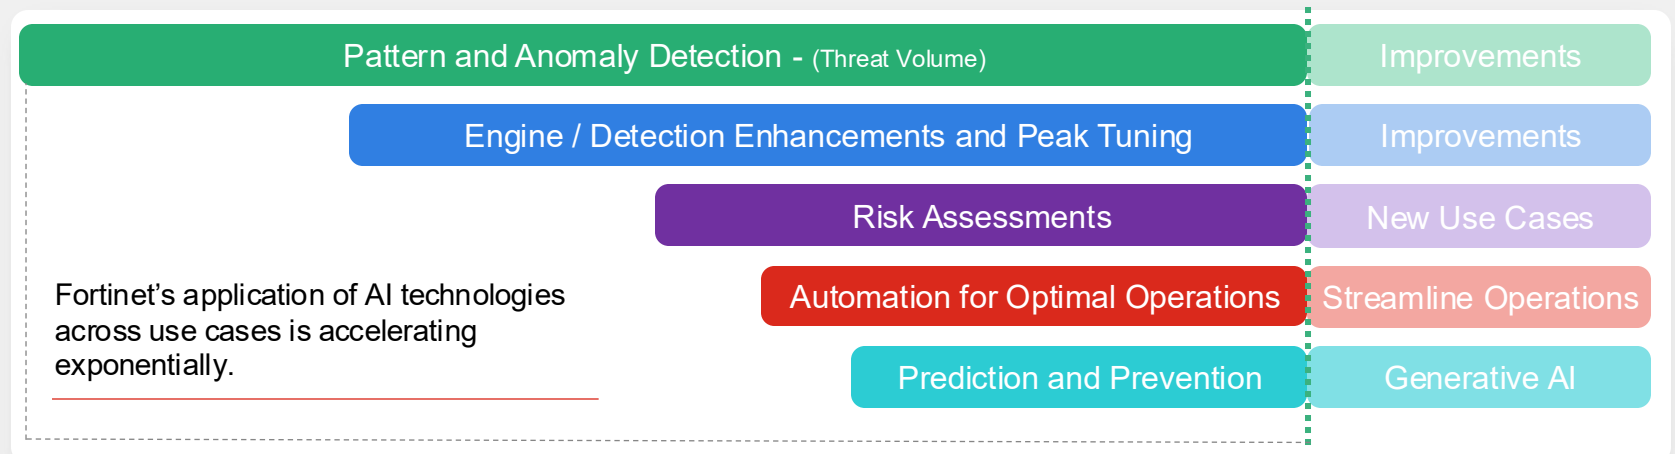 Pattern and Anomaly Detection - (Threat Volume)
Improvements
Engine / Detection Enhancements and Peak Tuning
Improvements
Risk Assessments
New Use Cases
Automation for Optimal Operations
Streamline Operations
Prediction and Prevention
Generative AI
Fortinet’s application of AI technologies
across use cases is accelerating
exponentially.